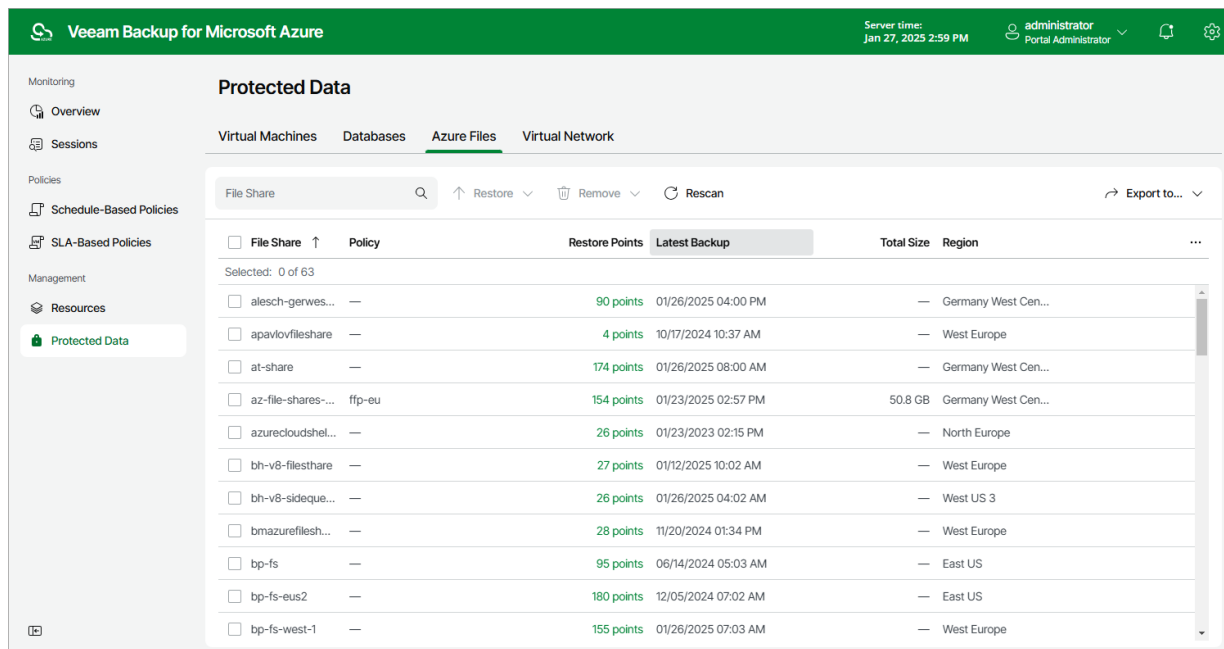 Veeam Backup for Microsoft Azure
Server time:
Jan 27, 2025 2:59 PM
administrator
Portal Administrator
Monitoring
Overview
Sessions
Policies
Schedule-Based Policies
SLA-Based Policies
Management
Resources
Protected Data
Protected Data
Virtual Machines Databases Azure Files Virtual Network
File Share Restore Remove Rescan Export to...
File Share Policy Restore Points Latest Backup Total Size Region ...
Selected: 0 of 63
alesch-gerwes... — 90 points 01/26/2025 04:00 PM — Germany West Cen...
apavlovfileshare — 4 points 10/17/2024 10:37 AM — West Europe
at-share — 174 points 01/26/2025 08:00 AM — Germany West Cen...
az-file-shares-... ffp-eu 154 points 01/23/2025 02:57 PM 50.8 GB Germany West Cen...
azurecloudshel... — 26 points 01/23/2023 02:15 PM — North Europe
bh-v8-filesthare — 27 points 01/12/2025 10:02 AM — West Europe
bh-v8-sideque... — 26 points 01/26/2025 04:02 AM — West US 3
bmazurefilesh... — 28 points 11/20/2024 01:34 PM — West Europe
bp-fs — 95 points 06/14/2024 05:03 AM — East US
bp-fs-eus2 — 180 points 12/05/2024 07:02 AM — East US
bp-fs-west-1 — 155 points 01/26/2025 07:03 AM — West Europe